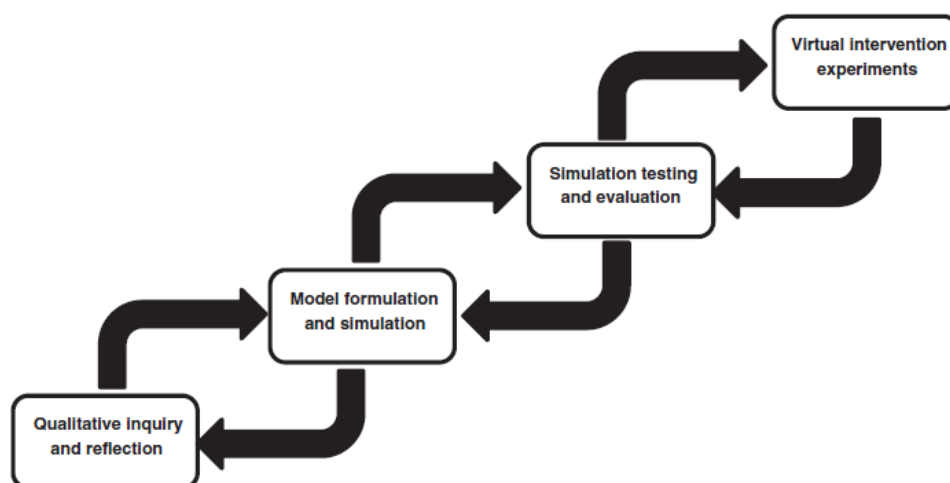 Virtual intervention
experiments
Simulation testing
and evaluation
Model formulation
and simulation
Qualitative inquiry
and reflection